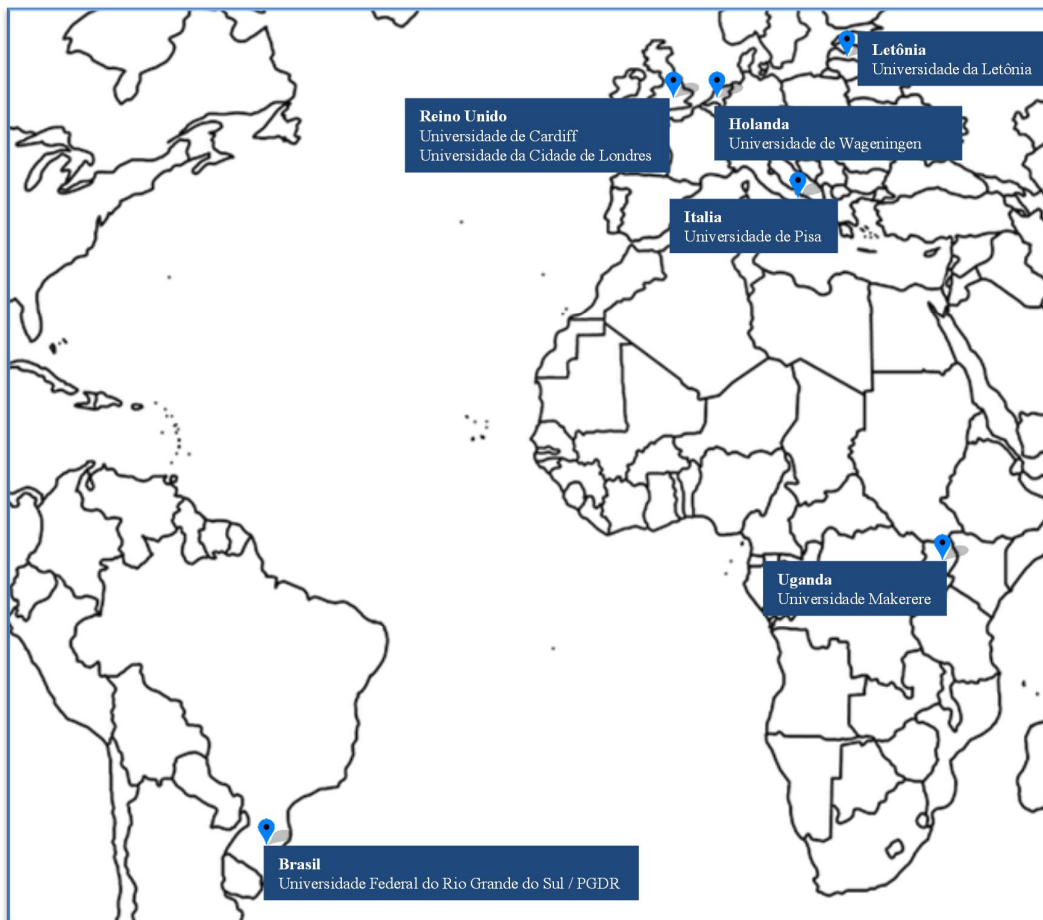 Letônia
Universidade da Letônia
Reino Unido
Universidade de Cardiff
Universidade da Cidade de Londres
Holanda
Universidade de Wageningen
Italia
Universidade de Pisa
Uganda
Universidade Makerere
Brasil
Universidade Federal do Rio Grande do Sul / PGDR